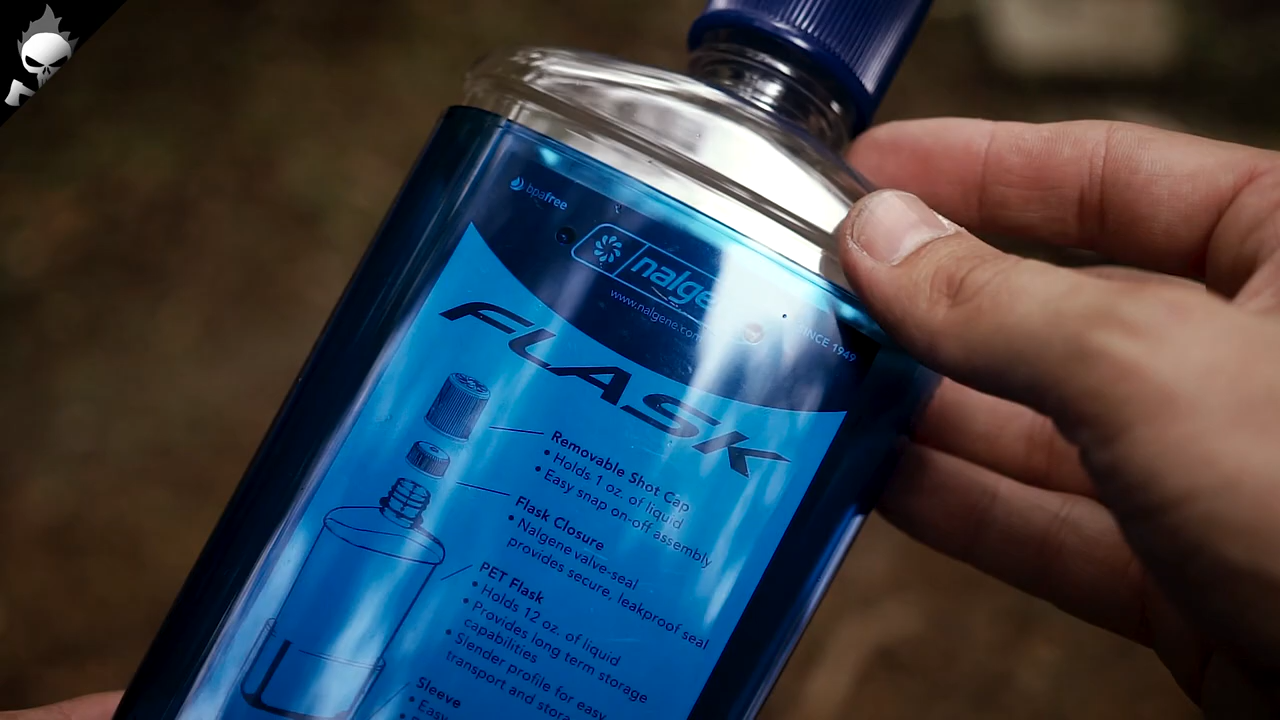 bpafree
nalge
www.nalgene.com
SINCE 1949
FLASK
Removable Shot Cap
• Holds 1 oz. of liquid
• Easy snap on-off assembly
Flask Closure
• Nalgene valve-seal
provides secure, leakproof seal
PET Flask
• Holds 12 oz. of liquid
• Provides long term storage
capabilities
• Slender profile for easy
transport and
Sleeve
• Easy